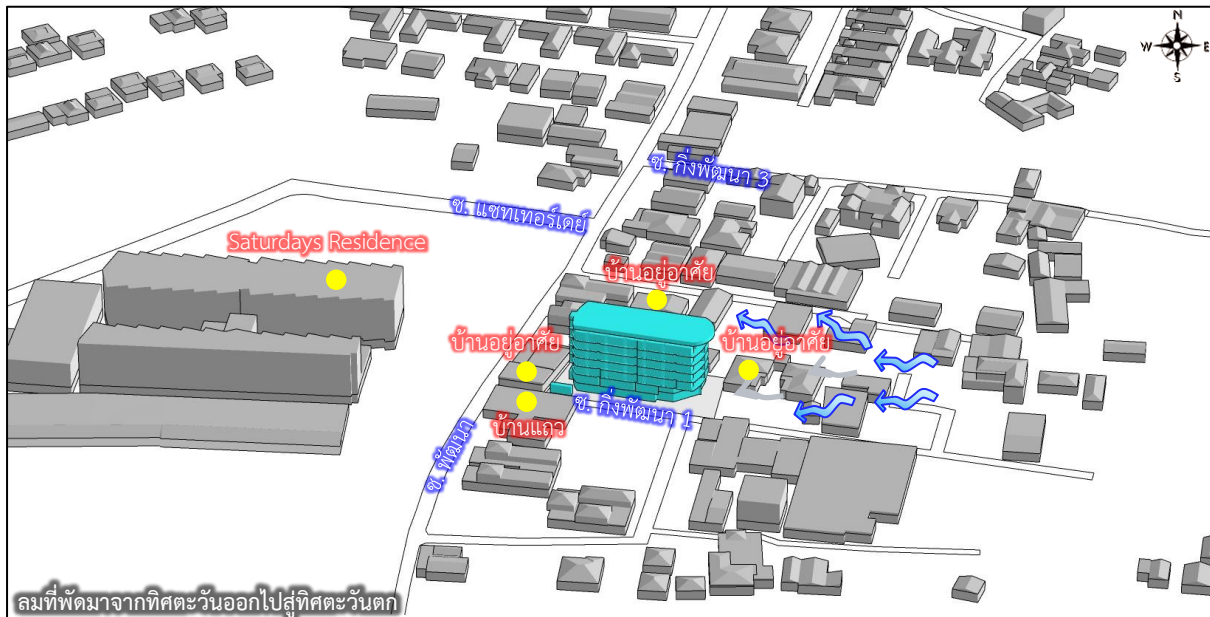 N
W E
S
ซ. กิ่งพัฒนา 3
ซ. แซทเทอร์เดย์
Saturdays Residence
บ้านอยู่อาศัย
บ้านอยู่อาศัย
บ้านอยู่อาศัย
ซ. กิ่งพัฒนา 1
บ้านแถว
ซ. พัฒนา
ลมที่พัดมาจากทิศตะวันออกไปสู่ทิศตะวันตก